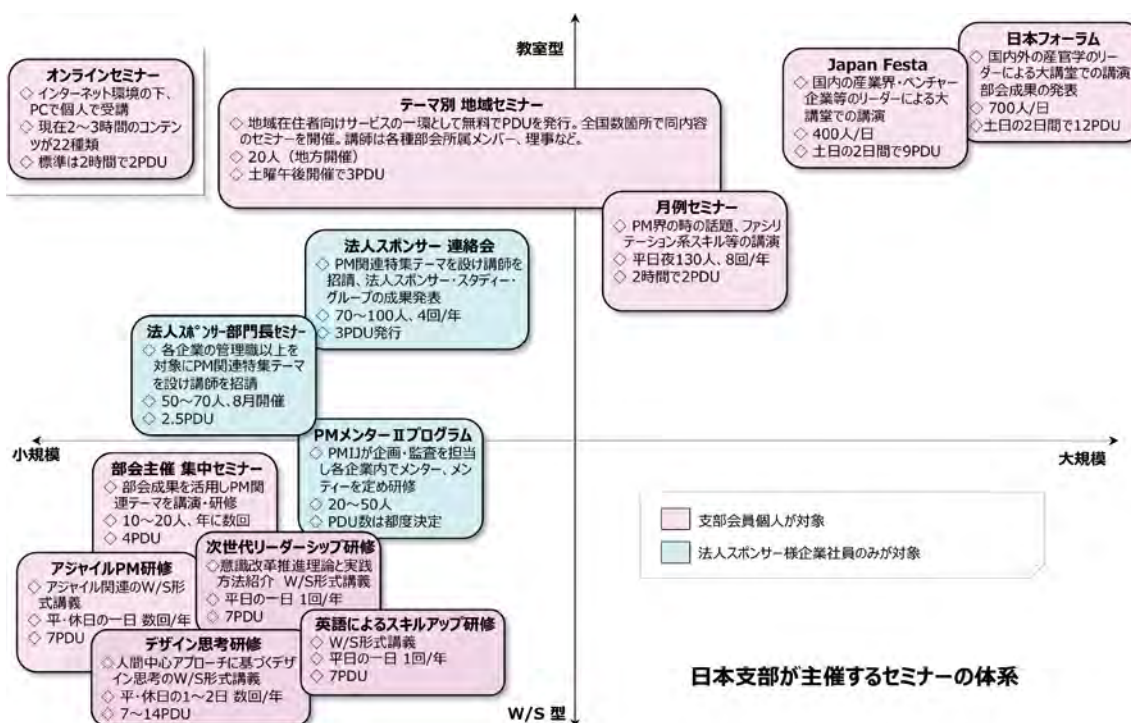 教室型
オンラインセミナー
◇ インターネット環境の下、
PCで個人で受講
◇ 現在2～3時間のコンテン
ツが22種類
◇ 標準は2時間で2PDU
テーマ別 地域セミナー
◇ 地域在住者向けサービスの一環として無料でPDUを発行。全国数箇所で同内容
のセミナーを開催。講師は各種部会所属メンバー、理事など。
◇ 20人（地方開催）
◇ 土曜午後開催で3PDU
Japan Festa
◇ 国内の産業界・ベンチャー
企業等のリーダーによる大
講堂での講演
◇ 400人/日
◇ 土日の2日間で9PDU
日本フォーラム
◇ 国内外の産官学のリー
ダーによる大講堂での講演
部会成果の発表
◇ 700人/日
◇ 土日の2日間で12PDU
月例セミナー
◇ PM界の時の話題、ファシリ
テーション系スキル等の講演
◇ 平日夜130人、8回/年
◇ 2時間で2PDU
法人スポンサー 連絡会
◇ PM関連特集テーマを設け講師を
招請、法人スポンサー・スタディー・
グループの成果発表
◇ 70～100人、4回/年
◇ 3PDU発行
法人スポンサー部門長セミナー
◇ 各企業の管理職以上を
対象にPM関連特集テーマ
を設け講師を招請
◇ 50～70人、8月開催
◇ 2.5PDU
小規模
大規模
PMメンターⅡプログラム
◇ PMIJが企画・監査を担当
し各企業内でメンター、メン
ティーを定め研修
◇ 20～50人
◇ PDU数は都度決定
部会主催 集中セミナー
◇ 部会成果を活用しPM関
連テーマを講演・研修
◇ 10～20人、年に数回
◇ 4PDU
次世代リーダーシップ研修
◇意識改革推進理論と実践
方法紹介 W/S形式講義
◇ 平日の一日 1回/年
◇ 7PDU
アジャイルPM研修
◇ アジャイル関連のW/S形
式講義
◇ 平・休日の一日 数回/年
◇ 7PDU
英語によるスキルアップ研修
◇ W/S形式講義
◇ 平日の一日 1回/年
◇ 7PDU
デザイン思考研修
◇人間中心アプローチに基づくデザ
イン思考のW/S形式講義
◇ 平・休日の1～2日 数回/年
◇ 7～14PDU
支部会員個人が対象
法人スポンサー様企業社員のみが対象
日本支部が主催するセミナーの体系
W/S 型